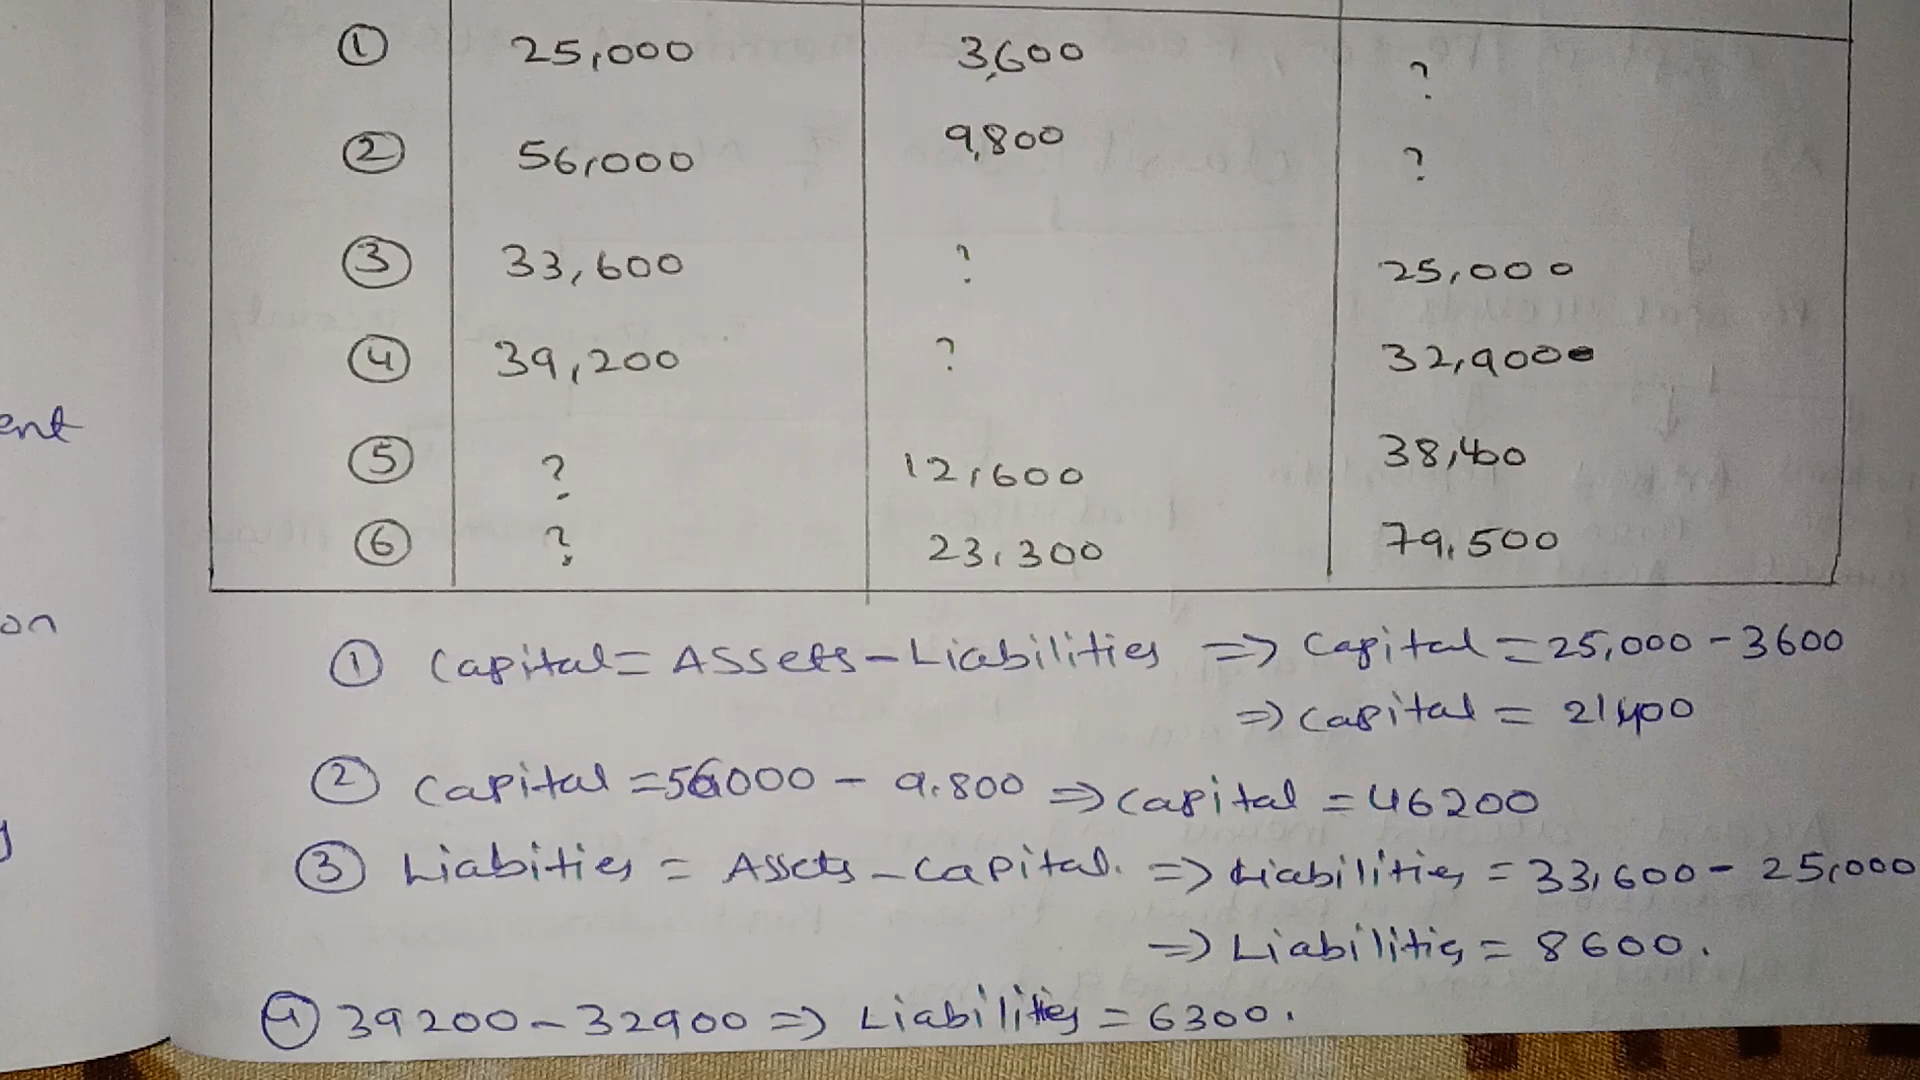 ent
on
① 25,000 3,600 ?
② 56,000 9,800 ?
③ 33,600 ? 25,000
④ 39,200 ? 32,900
⑤ ? 12,600 38,400
⑥ ? 23,300 79,500
① Capital = Assets - Liabilities => Capital = 25,000 - 3600
=> Capital = 21400
② Capital = 56000 - 9,800 => Capital = 46200
③ Liabities = Assets - Capital. => Liabilities = 33,600 - 25,000
=> Liabilities = 8600.
④ 39200 - 32900 => Liabilities = 6300.